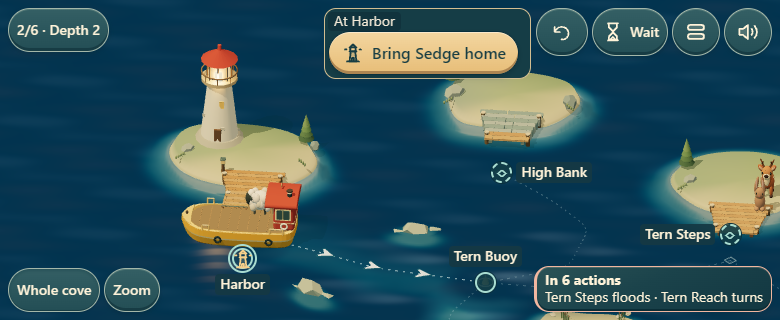 2/6 · Depth 2
At Harbor
Bring Sedge home
Wait
High Bank
Tern Steps
Tern Buoy
Harbor
Whole cove
Zoom
In 6 actions
Tern Steps floods · Tern Reach turns